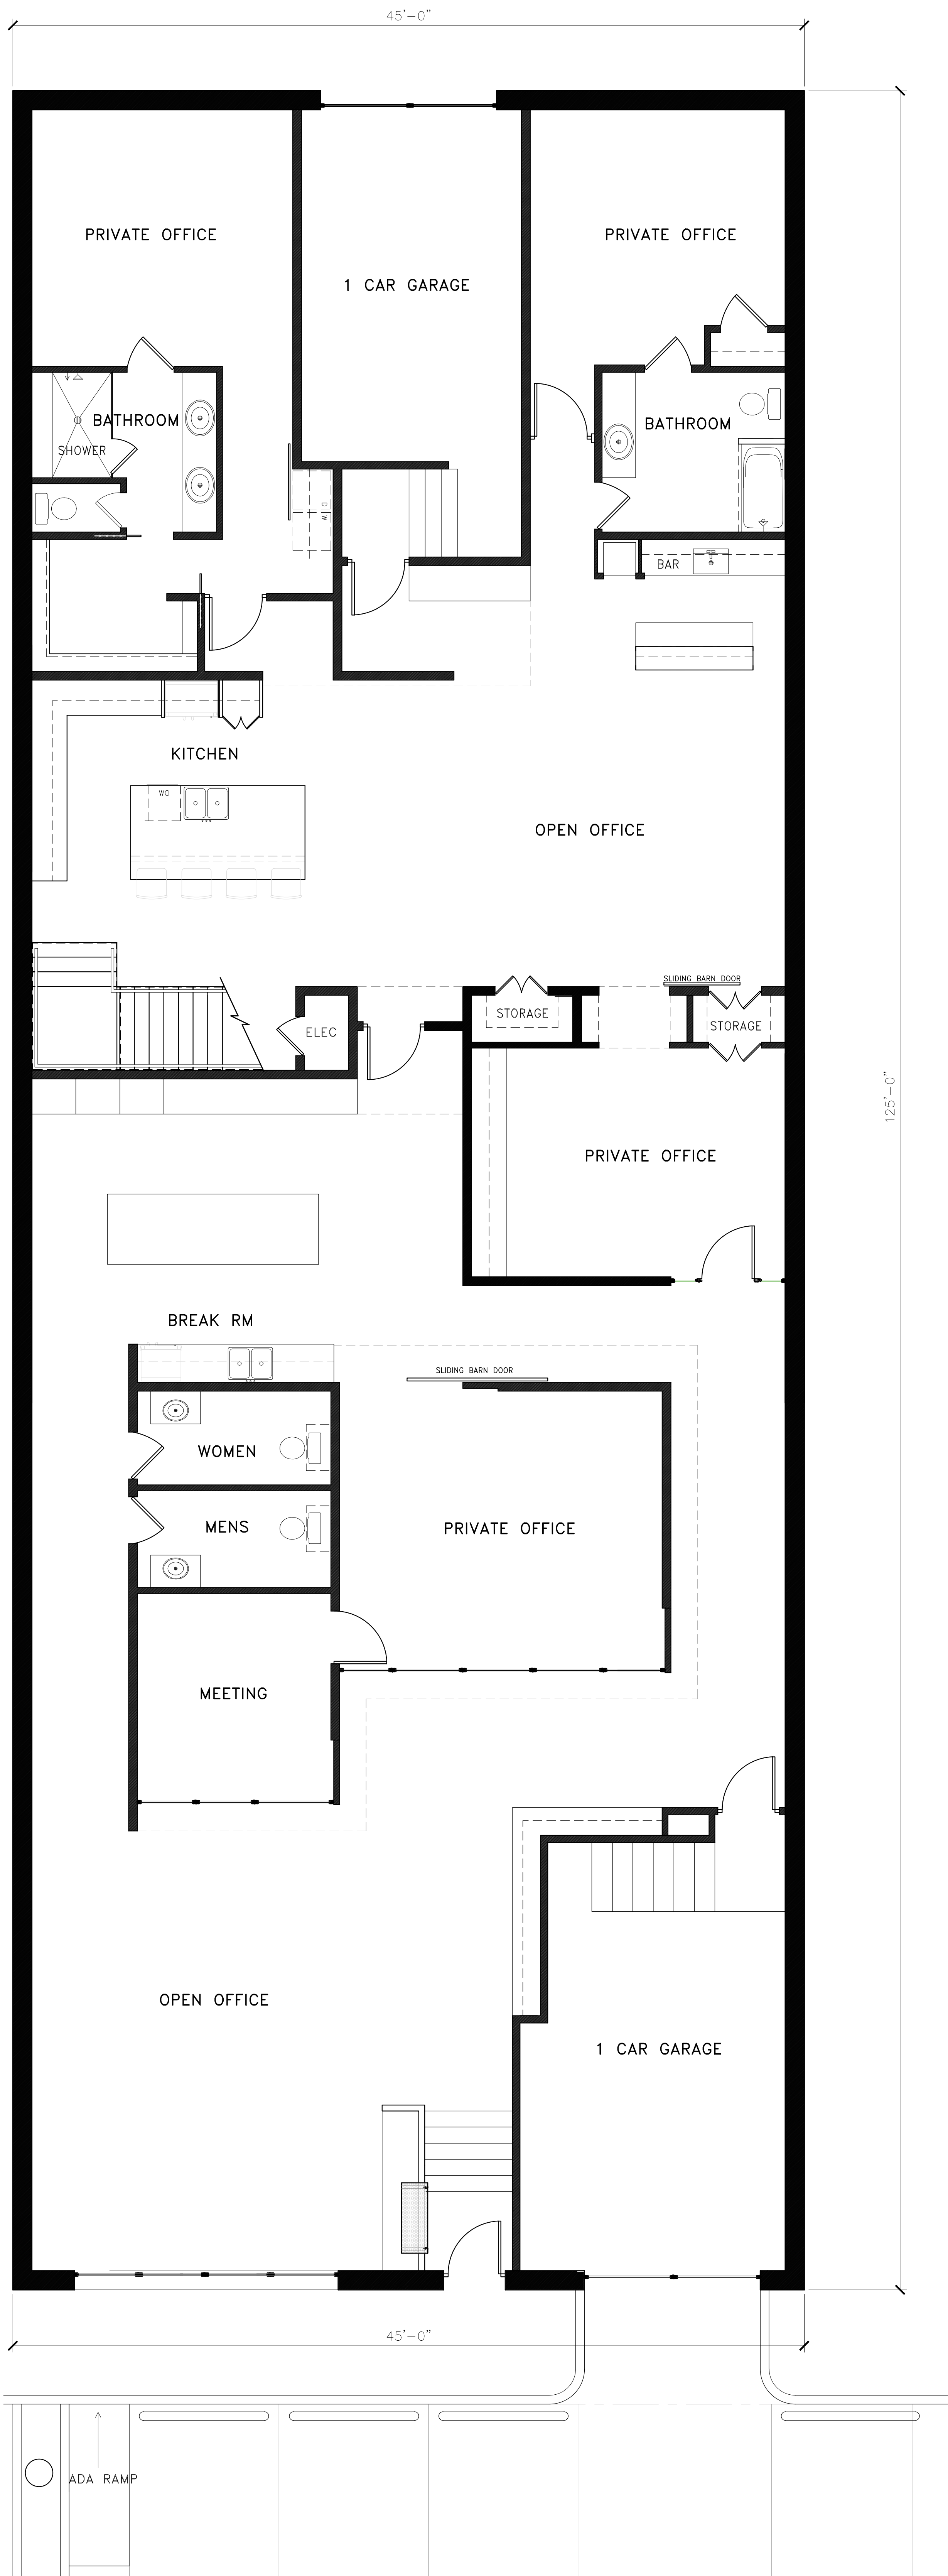 45'-0"
PRIVATE OFFICE
PRIVATE OFFICE
1 CAR GARAGE
BATHROOM
BATHROOM
SHOWER
D
W
BAR
KITCHEN
DW
OPEN OFFICE
SLIDING BARN DOOR
STORAGE
STORAGE
ELEC
125'-0"
PRIVATE OFFICE
BREAK RM
SLIDING BARN DOOR
WOMEN
MENS
PRIVATE OFFICE
MEETING
OPEN OFFICE
1 CAR GARAGE
45'-0"
ADA RAMP